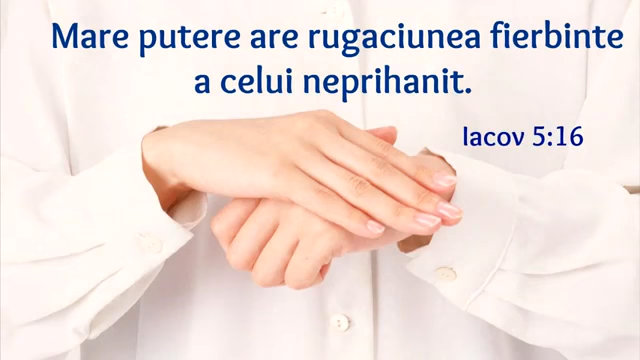 Mare putere are rugaciunea fierbinte
a celui neprihanit.
Iacov 5:16